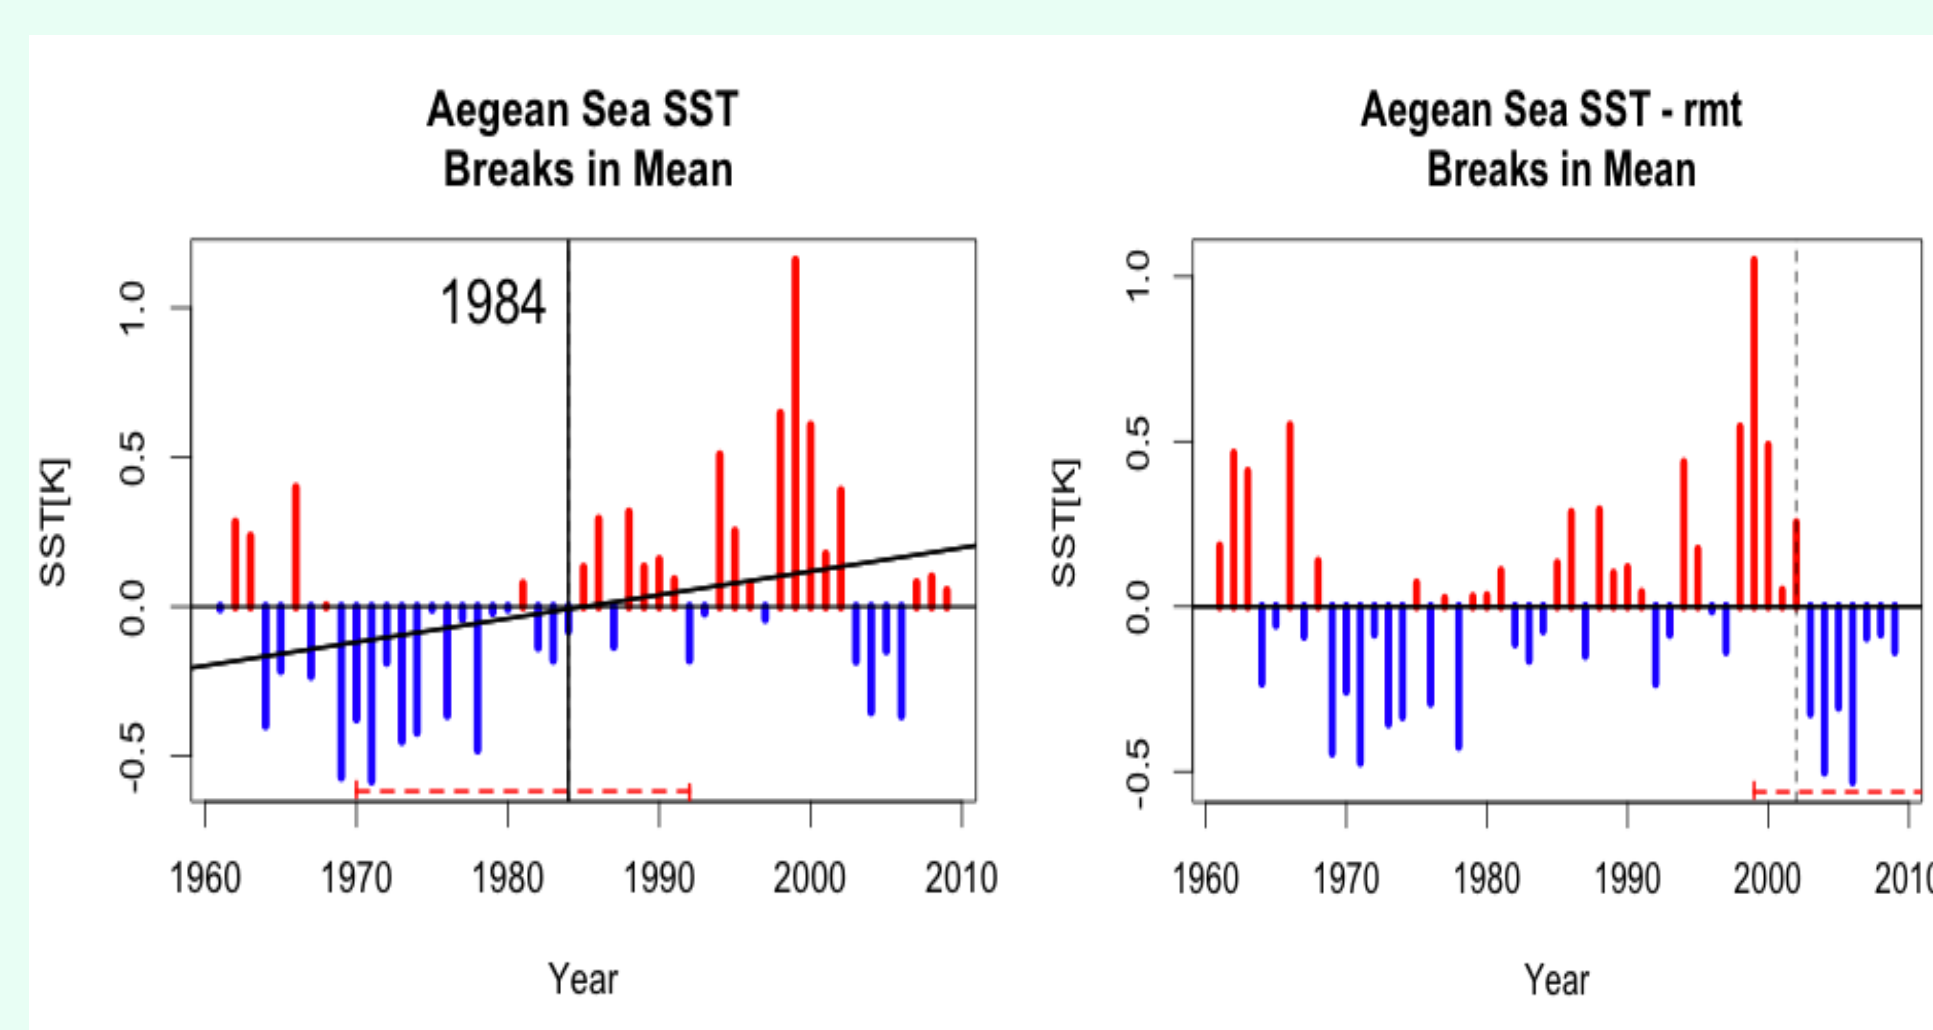 Aegean Sea SST
Breaks in Mean
1984
SST[K]
1.0
0.5
0.0
-0.5
1960 1970 1980 1990 2000 2010
Year
Aegean Sea SST - rmt
Breaks in Mean
SST[K]
1.0
0.5
0.0
-0.5
1960 1970 1980 1990 2000 2010
Year